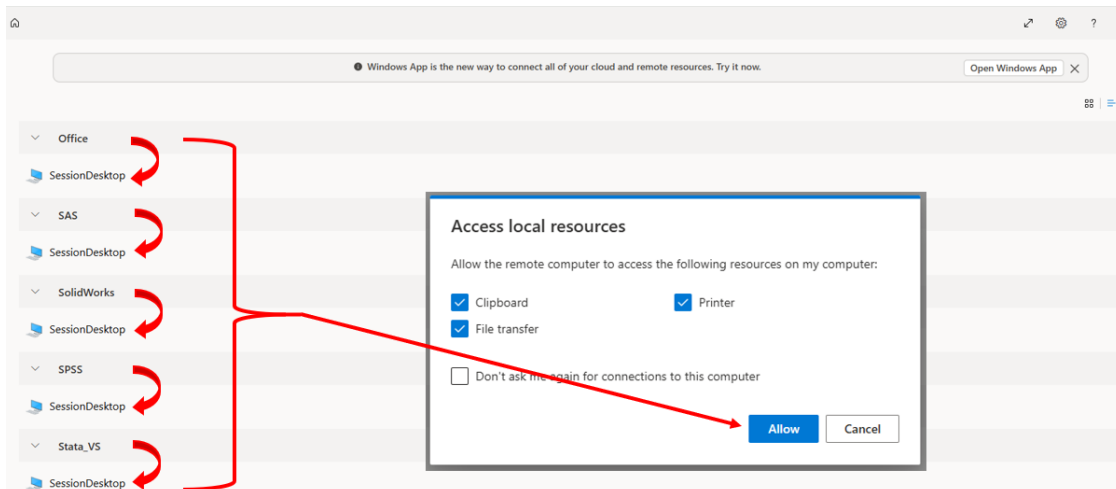 ?
Windows App is the new way to connect all of your cloud and remote resources. Try it now.
Open Windows App
Office
SessionDesktop
SAS
SessionDesktop
SolidWorks
SessionDesktop
SPSS
SessionDesktop
Stata_VS
SessionDesktop
Access local resources
Allow the remote computer to access the following resources on my computer:
Clipboard Printer
File transfer
Don't ask me again for connections to this computer
Allow Cancel